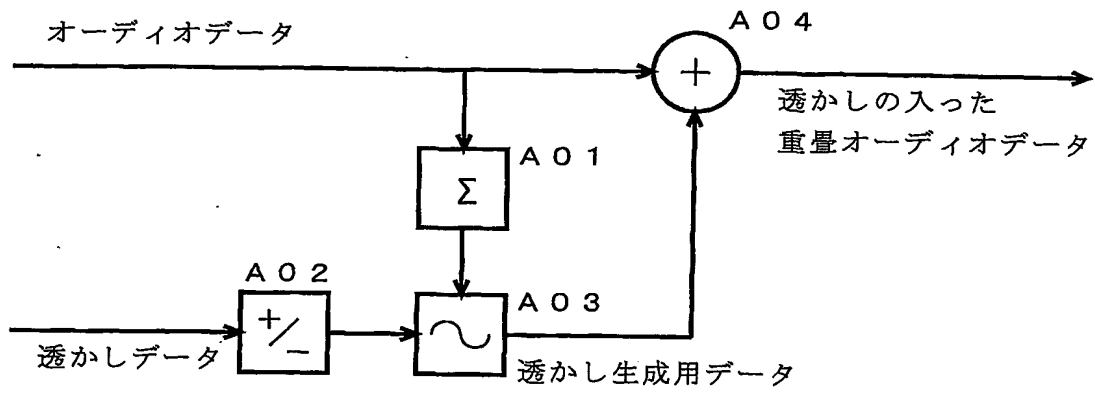 オーディオデータ
A04
+
透かしの入った
重畳オーディオデータ
A01
Σ
A02
+/-
A03
透かしデータ
透かし生成用データ